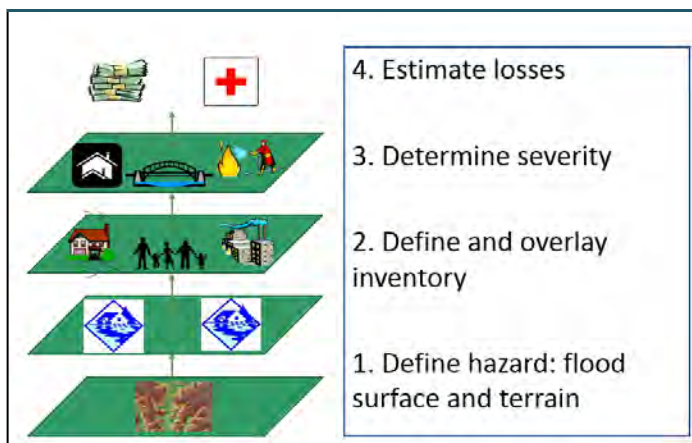 4. Estimate losses
3. Determine severity
2. Define and overlay
inventory
1. Define hazard: flood
surface and terrain